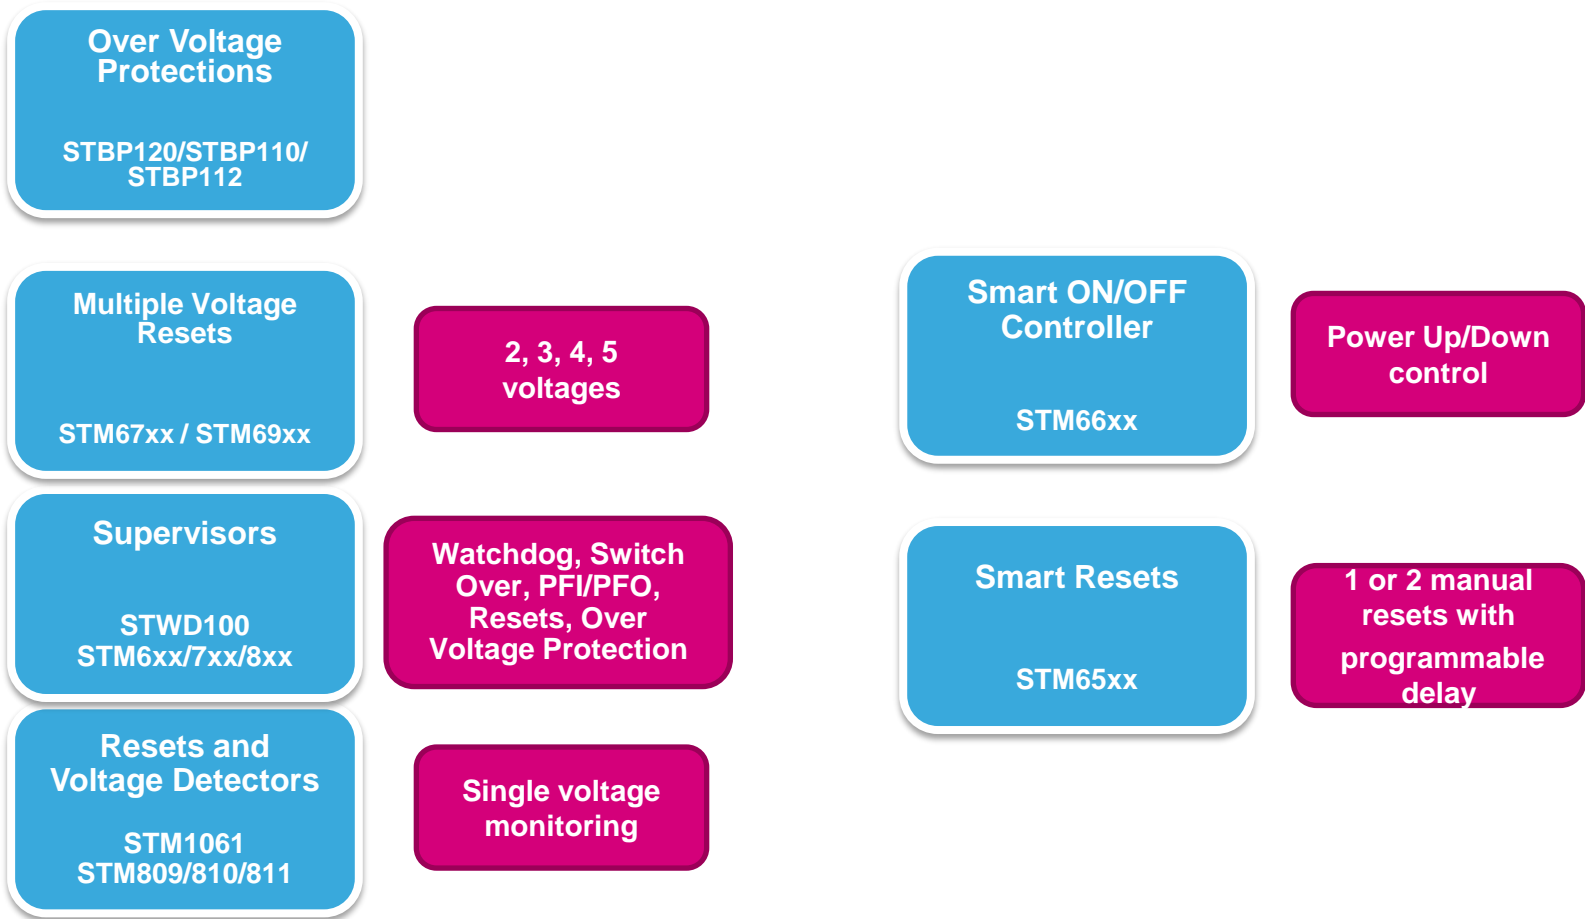 Over Voltage
Protections
STBP120/STBP110/
STBP112
Multiple Voltage
Resets
STM67xx / STM69xx
2, 3, 4, 5
voltages
Smart ON/OFF
Controller
STM66xx
Power Up/Down
control
Supervisors
STWD100
STM6xx/7xx/8xx
Watchdog, Switch
Over, PFI/PFO,
Resets, Over
Voltage Protection
Smart Resets
STM65xx
1 or 2 manual
resets with
programmable
delay
Resets and
Voltage Detectors
STM1061
STM809/810/811
Single voltage
monitoring